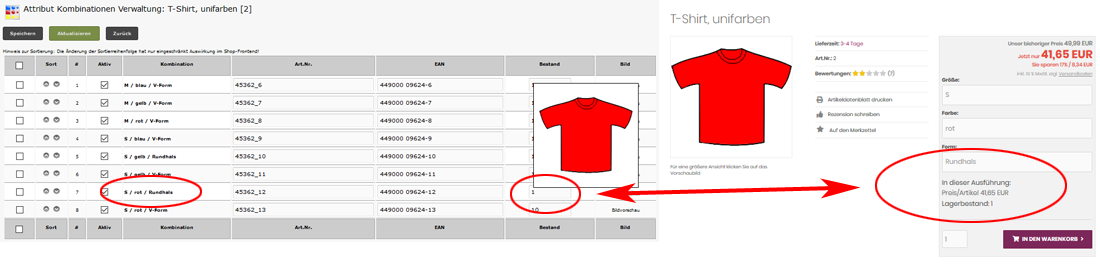 Attribut Kombinationen Verwaltung: T-Shirt, unifarben [2]
Speichern Aktualisieren Zurück
Hinweis zur Sortierung: Die Änderung der Sortierreihenfolge hat nur eingeschränkt Auswirkung im Shop-Frontend!
Sort # Aktiv Kombination Art.Nr. EAN Bestand Bild
1 M / blau / V-Form 45362_6 449000 09624-6
2 M / gelb / V-Form 45362_7 449000 09624-7
3 M / rot / V-Form 45362_8 449000 09624-8
4 S / blau / V-Form 45362_9 449000 09624-9
5 S / gelb / Rundhals 45362_10 449000 09624-10
6 S / gelb / V-Form 45362_11 449000 09624-11
7 S / rot / Rundhals 45362_12 449000 09624-12 1
8 S / rot / V-Form 45362_13 449000 09624-13 10 Bildvorschau
Sort # Aktiv Kombination Art.Nr. EAN Bestand Bild
T-Shirt, unifarben
Für eine größere Ansicht klicken Sie auf das
Vorschaubild
Lieferzeit: 3-4 Tage
Art.Nr.: 2
Bewertungen: (7)
Artikeldatenblatt drucken
Rezension schreiben
Auf den Merkzettel
Unser bisheriger Preis 49,99 EUR
Jetzt nur 41,65 EUR
Sie sparen 17% / 8,34 EUR
inkl. 19 % MwSt. zzgl. Versandkosten
Größe:
S
Farbe:
rot
Form:
Rundhals
In dieser Ausführung:
Preis/Artikel 41,65 EUR
Lagerbestand: 1
1 IN DEN WARENKORB